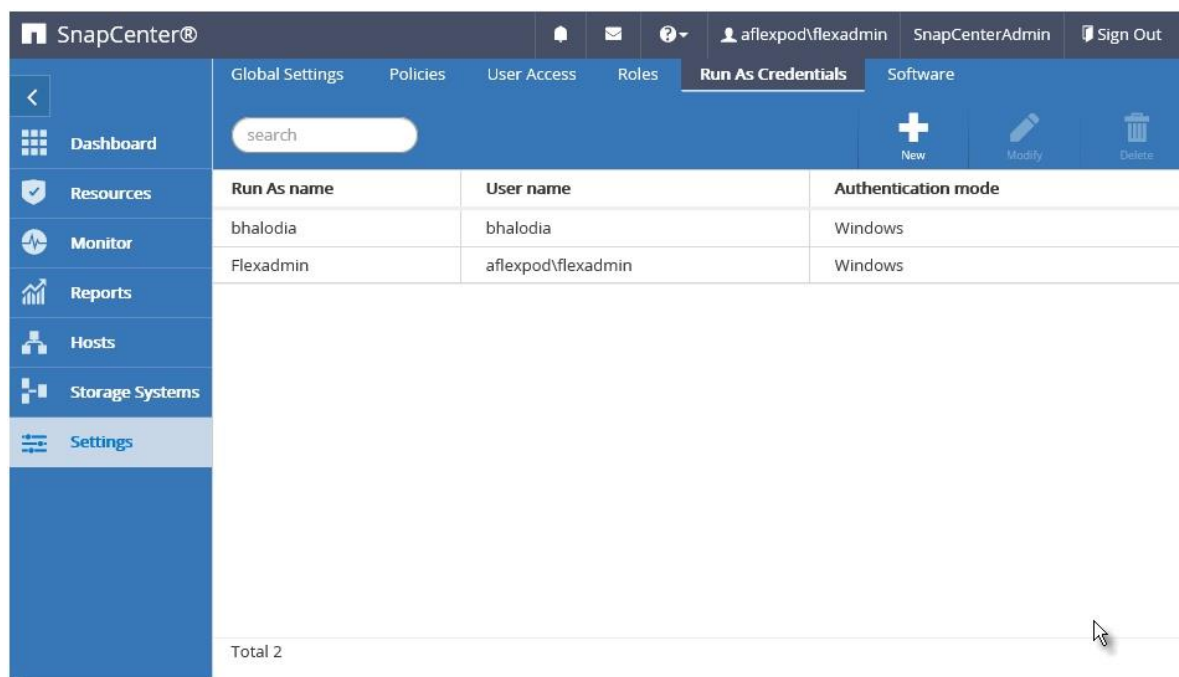 SnapCenter®
aflexpod\flexadmin SnapCenterAdmin Sign Out
Global Settings Policies User Access Roles Run As Credentials Software
search
New Modify Delete
Dashboard
Resources
Monitor
Reports
Hosts
Storage Systems
Settings
Run As name User name Authentication mode
bhalodia bhalodia Windows
Flexadmin aflexpod\flexadmin Windows
Total 2